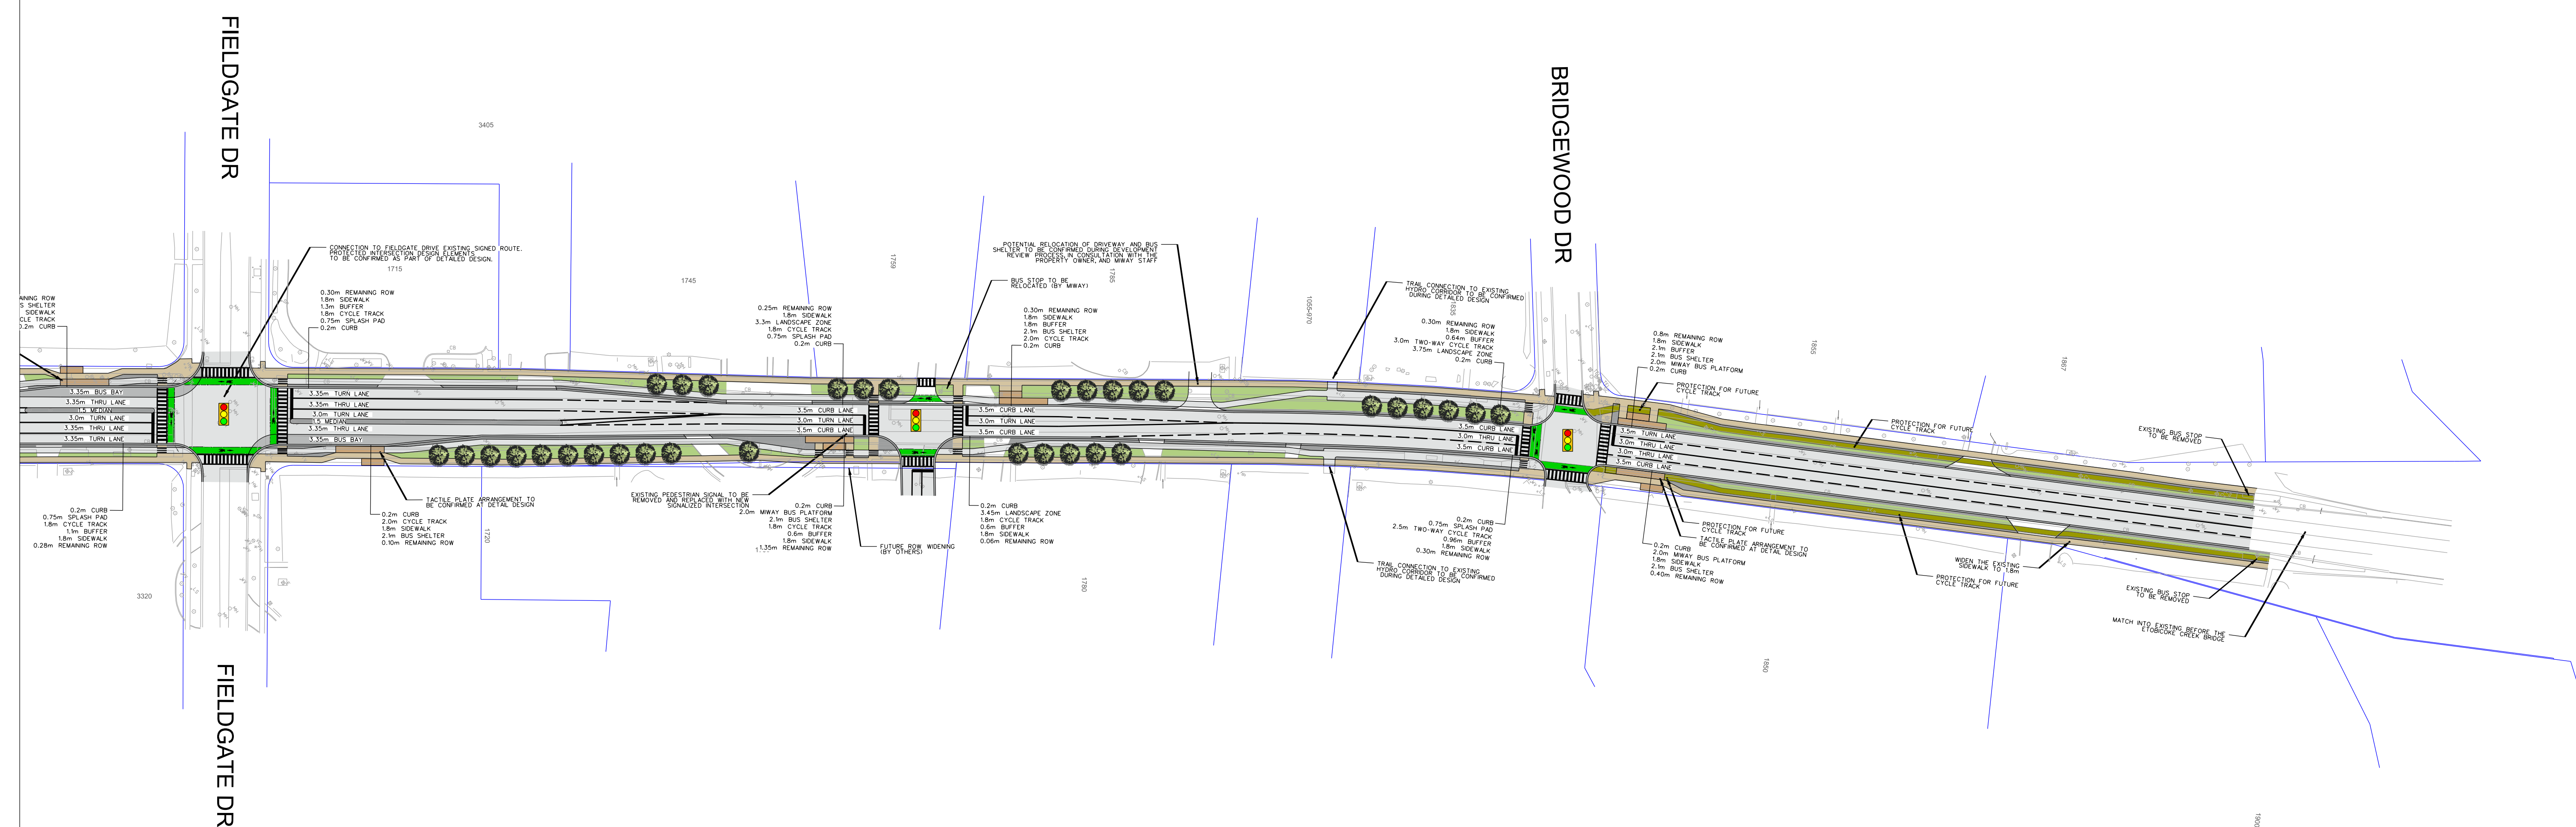 FIELDGATE DR
BRIDGEWOOD DR
3405
CONNECTION TO FIELDGATE DRIVE EXISTING SIGNED ROUTE.
PROTECTED INTERSECTION DESIGN ELEMENTS
TO BE CONFIRMED AS PART OF DETAILED DESIGN.
1715
1745
1759
POTENTIAL RELOCATION OF DRIVEWAY AND BUS
SHELTER TO BE CONFIRMED DURING DEVELOPMENT
REVIEW PROCESS, IN CONSULTATION WITH THE
PROPERTY OWNER, AND MIWAY STAFF
1785
BUS STOP TO BE
RELOCATED (BY MIWAY)
1055-970
TRAIL CONNECTION TO EXISTING
HYDRO CORRIDOR TO BE CONFIRMED
DURING DETAILED DESIGN
1835
1855
1867
AINING ROW
S SHELTER
SIDEWALK
CLE TRACK
0.2m CURB
0.30m REMAINING ROW
1.8m SIDEWALK
1.3m BUFFER
1.8m CYCLE TRACK
0.75m SPLASH PAD
0.2m CURB
0.25m REMAINING ROW
1.8m SIDEWALK
3.3m LANDSCAPE ZONE
1.8m CYCLE TRACK
0.75m SPLASH PAD
0.2m CURB
0.30m REMAINING ROW
1.8m SIDEWALK
1.8m BUFFER
2.1m BUS SHELTER
2.0m CYCLE TRACK
0.2m CURB
0.30m REMAINING ROW
1.8m SIDEWALK
0.64m BUFFER
3.0m TWO-WAY CYCLE TRACK
3.75m LANDSCAPE ZONE
0.2m CURB
0.8m REMAINING ROW
1.8m SIDEWALK
2.1m BUFFER
2.1m BUS SHELTER
2.0m MIWAY BUS PLATFORM
0.2m CURB
PROTECTION FOR FUTURE
CYCLE TRACK
PROTECTION FOR FUTURE
CYCLE TRACK
EXISTING BUS STOP
TO BE REMOVED
3.35m BUS BAY
3.35m THRU LANE
1.5 MEDIAN
3.0m TURN LANE
3.35m THRU LANE
3.35m TURN LANE
3.35m TURN LANE
3.35m THRU LANE
3.0m TURN LANE
1.5 MEDIAN
3.35m THRU LANE
3.35m BUS BAY
3.5m CURB LANE
3.0m TURN LANE
3.5m CURB LANE
3.5m CURB LANE
3.0m TURN LANE
3.5m CURB LANE
3.5m CURB LANE
3.0m THRU LANE
3.5m CURB LANE
3.5m TURN LANE
3.0m THRU LANE
3.0m THRU LANE
3.5m CURB LANE
0.2m CURB
0.75m SPLASH PAD
1.8m CYCLE TRACK
1.1m BUFFER
1.8m SIDEWALK
0.28m REMAINING ROW
0.2m CURB
2.0m CYCLE TRACK
1.8m SIDEWALK
2.1m BUS SHELTER
0.10m REMAINING ROW
TACTILE PLATE ARRANGEMENT TO
BE CONFIRMED AT DETAIL DESIGN
1720
EXISTING PEDESTRIAN SIGNAL TO BE
REMOVED AND REPLACED WITH NEW
SIGNALIZED INTERSECTION
0.2m CURB
2.0m MIWAY BUS PLATFORM
2.1m BUS SHELTER
1.8m CYCLE TRACK
0.6m BUFFER
1.8m SIDEWALK
1.35m REMAINING ROW
FUTURE ROW WIDENING
(BY OTHERS)
0.2m CURB
3.45m LANDSCAPE ZONE
1.8m CYCLE TRACK
0.6m BUFFER
1.8m SIDEWALK
0.06m REMAINING ROW
1780
TRAIL CONNECTION TO EXISTING
HYDRO CORRIDOR TO BE CONFIRMED
DURING DETAILED DESIGN
0.2m CURB
0.75m SPLASH PAD
2.5m TWO-WAY CYCLE TRACK
0.96m BUFFER
1.8m SIDEWALK
0.30m REMAINING ROW
0.2m CURB
2.0m MIWAY BUS PLATFORM
1.8m SIDEWALK
2.1m BUS SHELTER
0.40m REMAINING ROW
PROTECTION FOR FUTURE
CYCLE TRACK
TACTILE PLATE ARRANGEMENT TO
BE CONFIRMED AT DETAIL DESIGN
PROTECTION FOR FUTURE
CYCLE TRACK
WIDEN THE EXISTING
SIDEWALK TO 1.8m
EXISTING BUS STOP
TO BE REMOVED
MATCH INTO EXISTING BEFORE THE
ETOBICOKE CREEK BRIDGE
3320
1850
1900
FIELDGATE DR